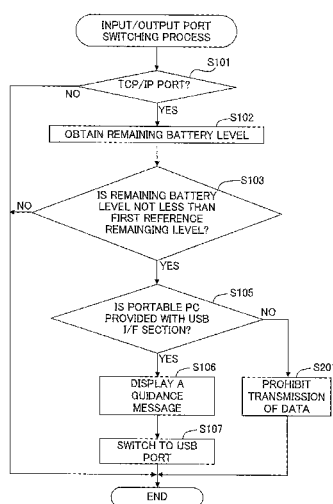 INPUT/OUTPUT PORT
SWITCHING PROCESS
S101
TCP/IP PORT?
NO
YES
S102
OBTAIN REMAINING BATTERY LEVEL
S103
IS REMAINING BATTERY
LEVEL NOT LESS THAN
FIRST REFERENCE
REMAINGING LEVEL?
NO
YES
S105
IS PORTABLE PC
PROVIDED WITH USB
I/F SECTION?
NO
YES
S106
S201
DISPLAY A
GUIDANCE
MESSAGE
PROHIBIT
TRANSMISSION
OF DATA
S107
SWITCH TO USB
PORT
END